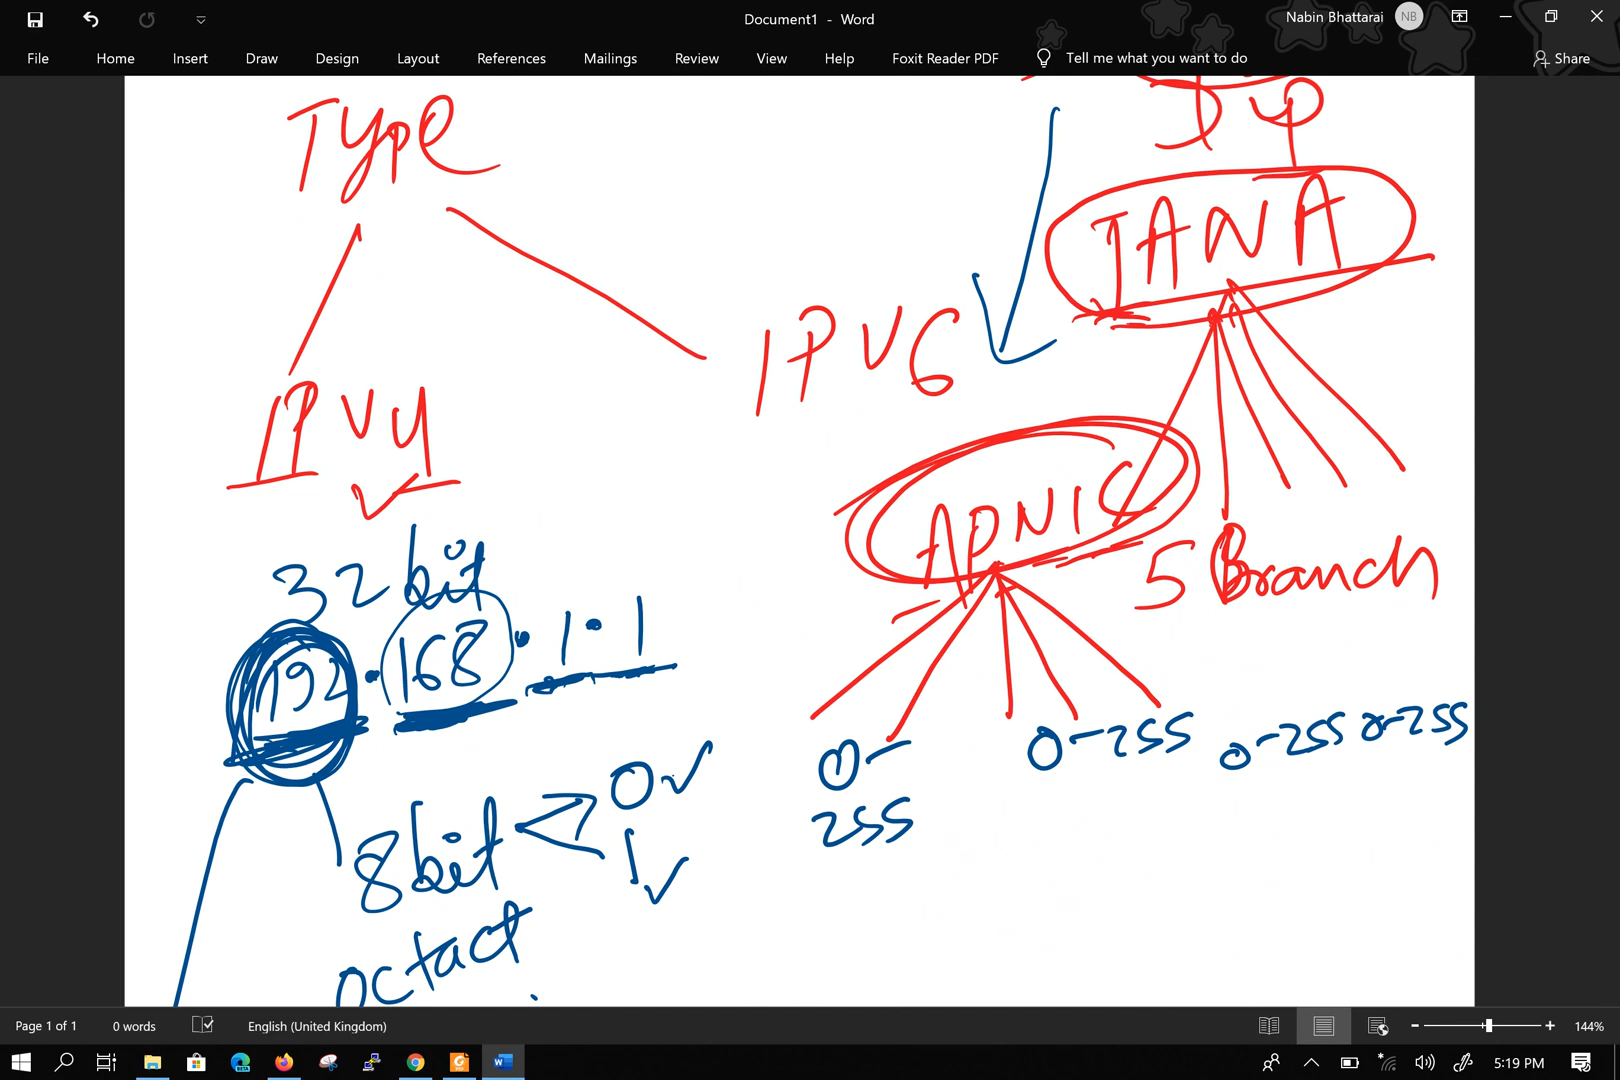 Document1 - Word
Nabin Bhattarai NB
File Home Insert Draw Design Layout References Mailings Review View Help Foxit Reader PDF Tell me what you want to do Share
Type
IP
IANA
IPV4
IPV6
APNIC
5 Branch
32 bit
192.168.1.1
0-255 0-255 0-255 0-255
8bit 0
1
octact
Page 1 of 1 0 words English (United Kingdom) 144%
5:19 PM